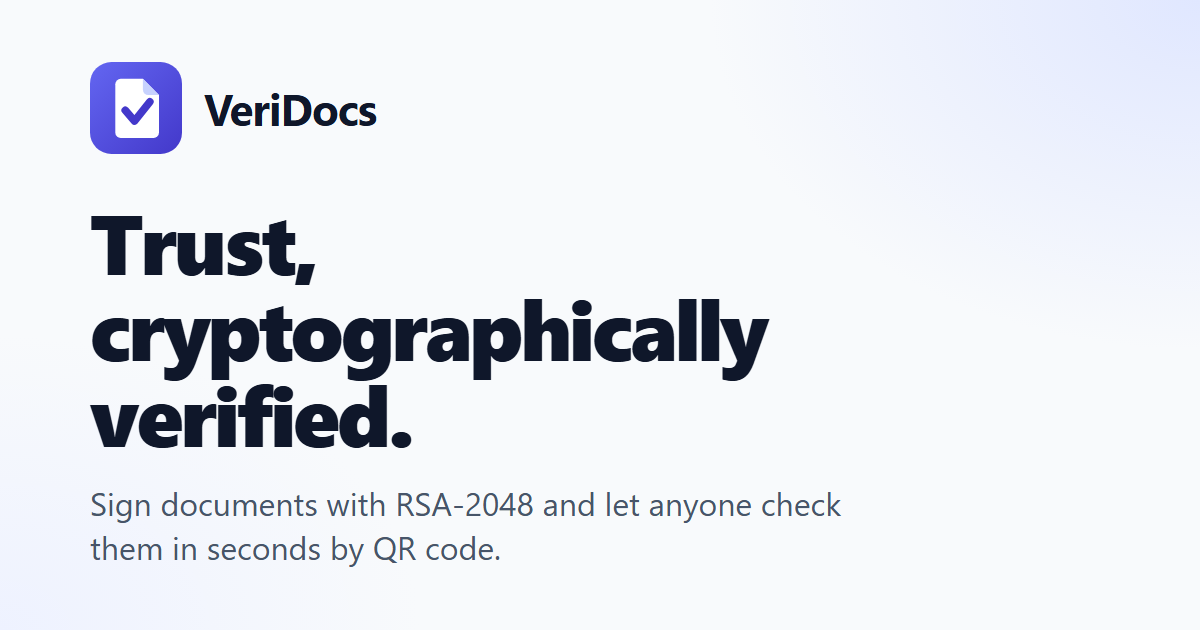 VeriDocs
Trust,
cryptographically
verified.
Sign documents with RSA-2048 and let anyone check
them in seconds by QR code.